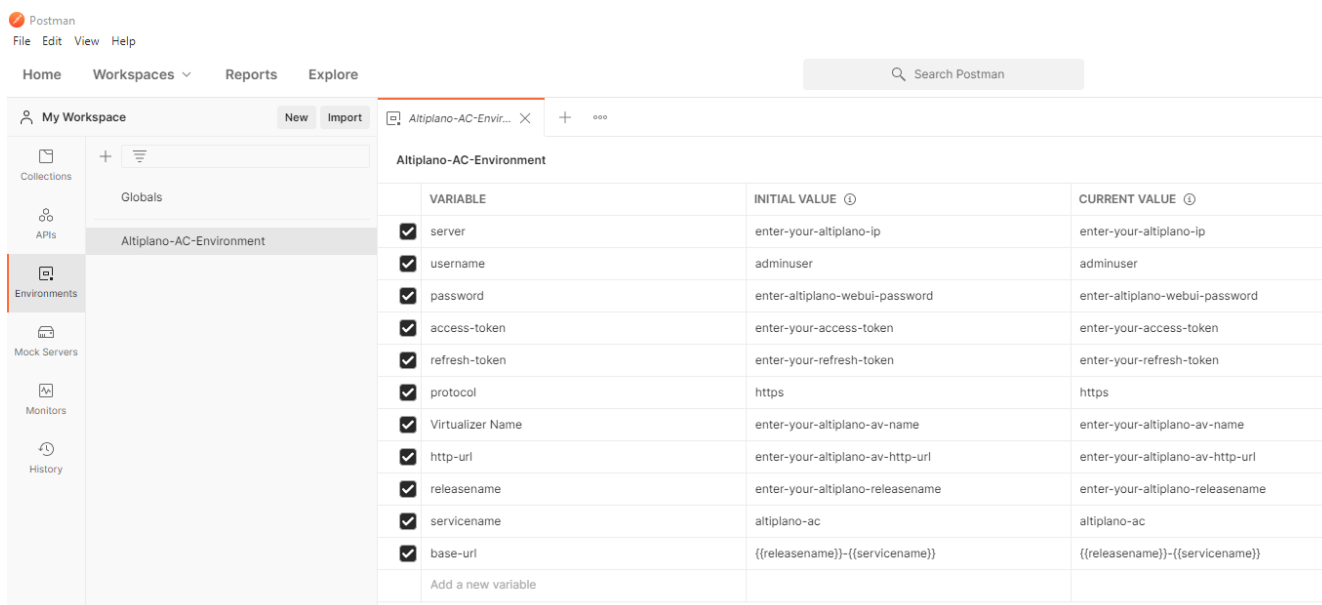 Postman
File Edit View Help
Home Workspaces Reports Explore Search Postman
My Workspace New Import Altiplano-AC-Envir...
Collections
APIs
Environments
Mock Servers
Monitors
History
Globals
Altiplano-AC-Environment
Altiplano-AC-Environment
VARIABLE INITIAL VALUE CURRENT VALUE
server enter-your-altiplano-ip enter-your-altiplano-ip
username adminuser adminuser
password enter-altiplano-webui-password enter-altiplano-webui-password
access-token enter-your-access-token enter-your-access-token
refresh-token enter-your-refresh-token enter-your-refresh-token
protocol https https
Virtualizer Name enter-your-altiplano-av-name enter-your-altiplano-av-name
http-url enter-your-altiplano-av-http-url enter-your-altiplano-av-http-url
releasename enter-your-altiplano-releasename enter-your-altiplano-releasename
servicename altiplano-ac altiplano-ac
base-url {{releasename}}-{{servicename}} {{releasename}}-{{servicename}}
Add a new variable